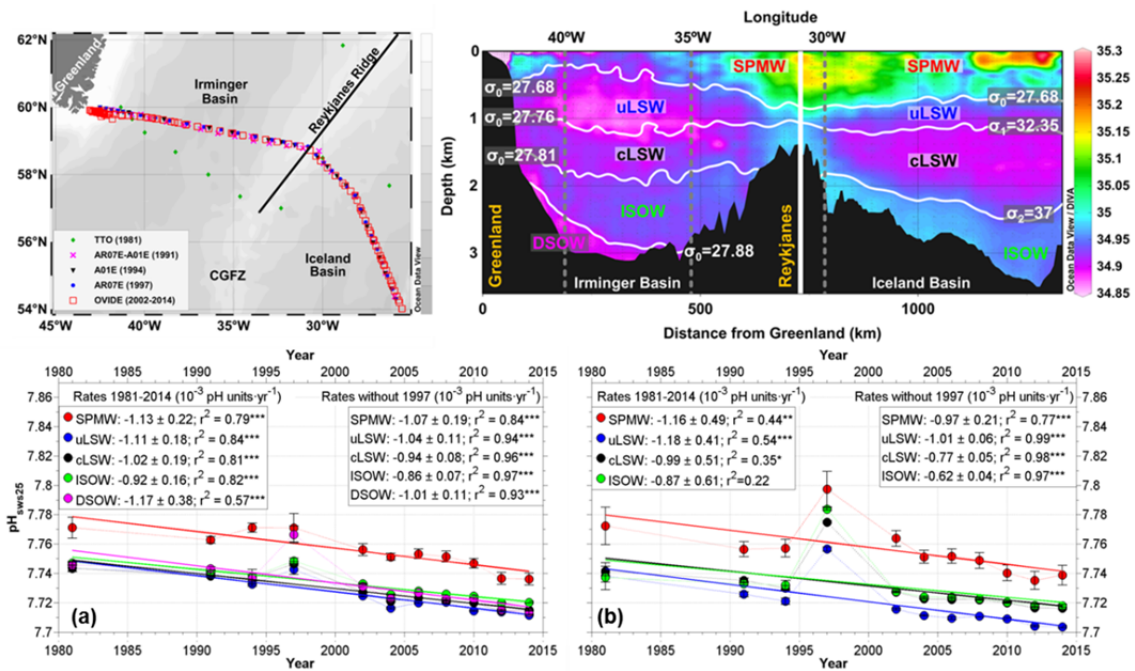 62°N
60°N
58°N
56°N
54°N
45°W
40°W
35°W
30°W
Greenland
Irminger
Basin
Reykjanes Ridge
Iceland
Basin
CGFZ
TTO (1981)
AR07E-A01E (1991)
A01E (1994)
AR07E (1997)
OVIDE (2002-2014)
Ocean Data View
Longitude
40°W
35°W
30°W
Depth (km)
0
1
2
3
σ0=27.68
σ0=27.76
σ0=27.81
σ0=27.88
σ0=27.68
σ1=32.35
σ2=37
SPMW
SPMW
uLSW
uLSW
cLSW
cLSW
ISOW
ISOW
DSOW
Greenland
Irminger Basin
Reykjanes
Iceland Basin
500
1000
Distance from Greenland (km)
Ocean Data View / DIVA
35.3
35.25
35.2
35.15
35.1
35.05
35
34.95
34.9
34.85
Year
1980 1985 1990 1995 2000 2005 2010 2015
Rates 1981-2014 (10⁻³ pH units·yr⁻¹)
SPMW: -1.13 ± 0.22; r² = 0.79***
uLSW: -1.11 ± 0.18; r² = 0.84***
cLSW: -1.02 ± 0.19; r² = 0.81***
ISOW: -0.92 ± 0.16; r² = 0.82***
DSOW: -1.17 ± 0.38; r² = 0.57***
Rates without 1997 (10⁻³ pH units·yr⁻¹)
SPMW: -1.07 ± 0.19; r² = 0.84***
uLSW: -1.04 ± 0.11; r² = 0.94***
cLSW: -0.94 ± 0.08; r² = 0.96***
ISOW: -0.86 ± 0.07; r² = 0.97***
DSOW: -1.01 ± 0.11; r² = 0.93***
pHsws25
7.86
7.84
7.82
7.80
7.78
7.76
7.74
7.72
7.7
(a)
1980 1985 1990 1995 2000 2005 2010 2015
Year
Year
1980 1985 1990 1995 2000 2005 2010 2015
Rates 1981-2014 (10⁻³ pH units·yr⁻¹)
SPMW: -1.16 ± 0.49; r² = 0.44**
uLSW: -1.18 ± 0.41; r² = 0.54***
cLSW: -0.99 ± 0.51; r² = 0.35*
ISOW: -0.87 ± 0.61; r² =0.22
Rates without 1997 (10⁻³ pH units·yr⁻¹)
SPMW: -0.97 ± 0.21; r² = 0.77***
uLSW: -1.01 ± 0.06; r² = 0.99***
cLSW: -0.77 ± 0.05; r² = 0.98***
ISOW: -0.62 ± 0.04; r² = 0.97***
7.86
7.84
7.82
7.80
7.78
7.76
7.74
7.72
7.7
(b)
1980 1985 1990 1995 2000 2005 2010 2015
Year